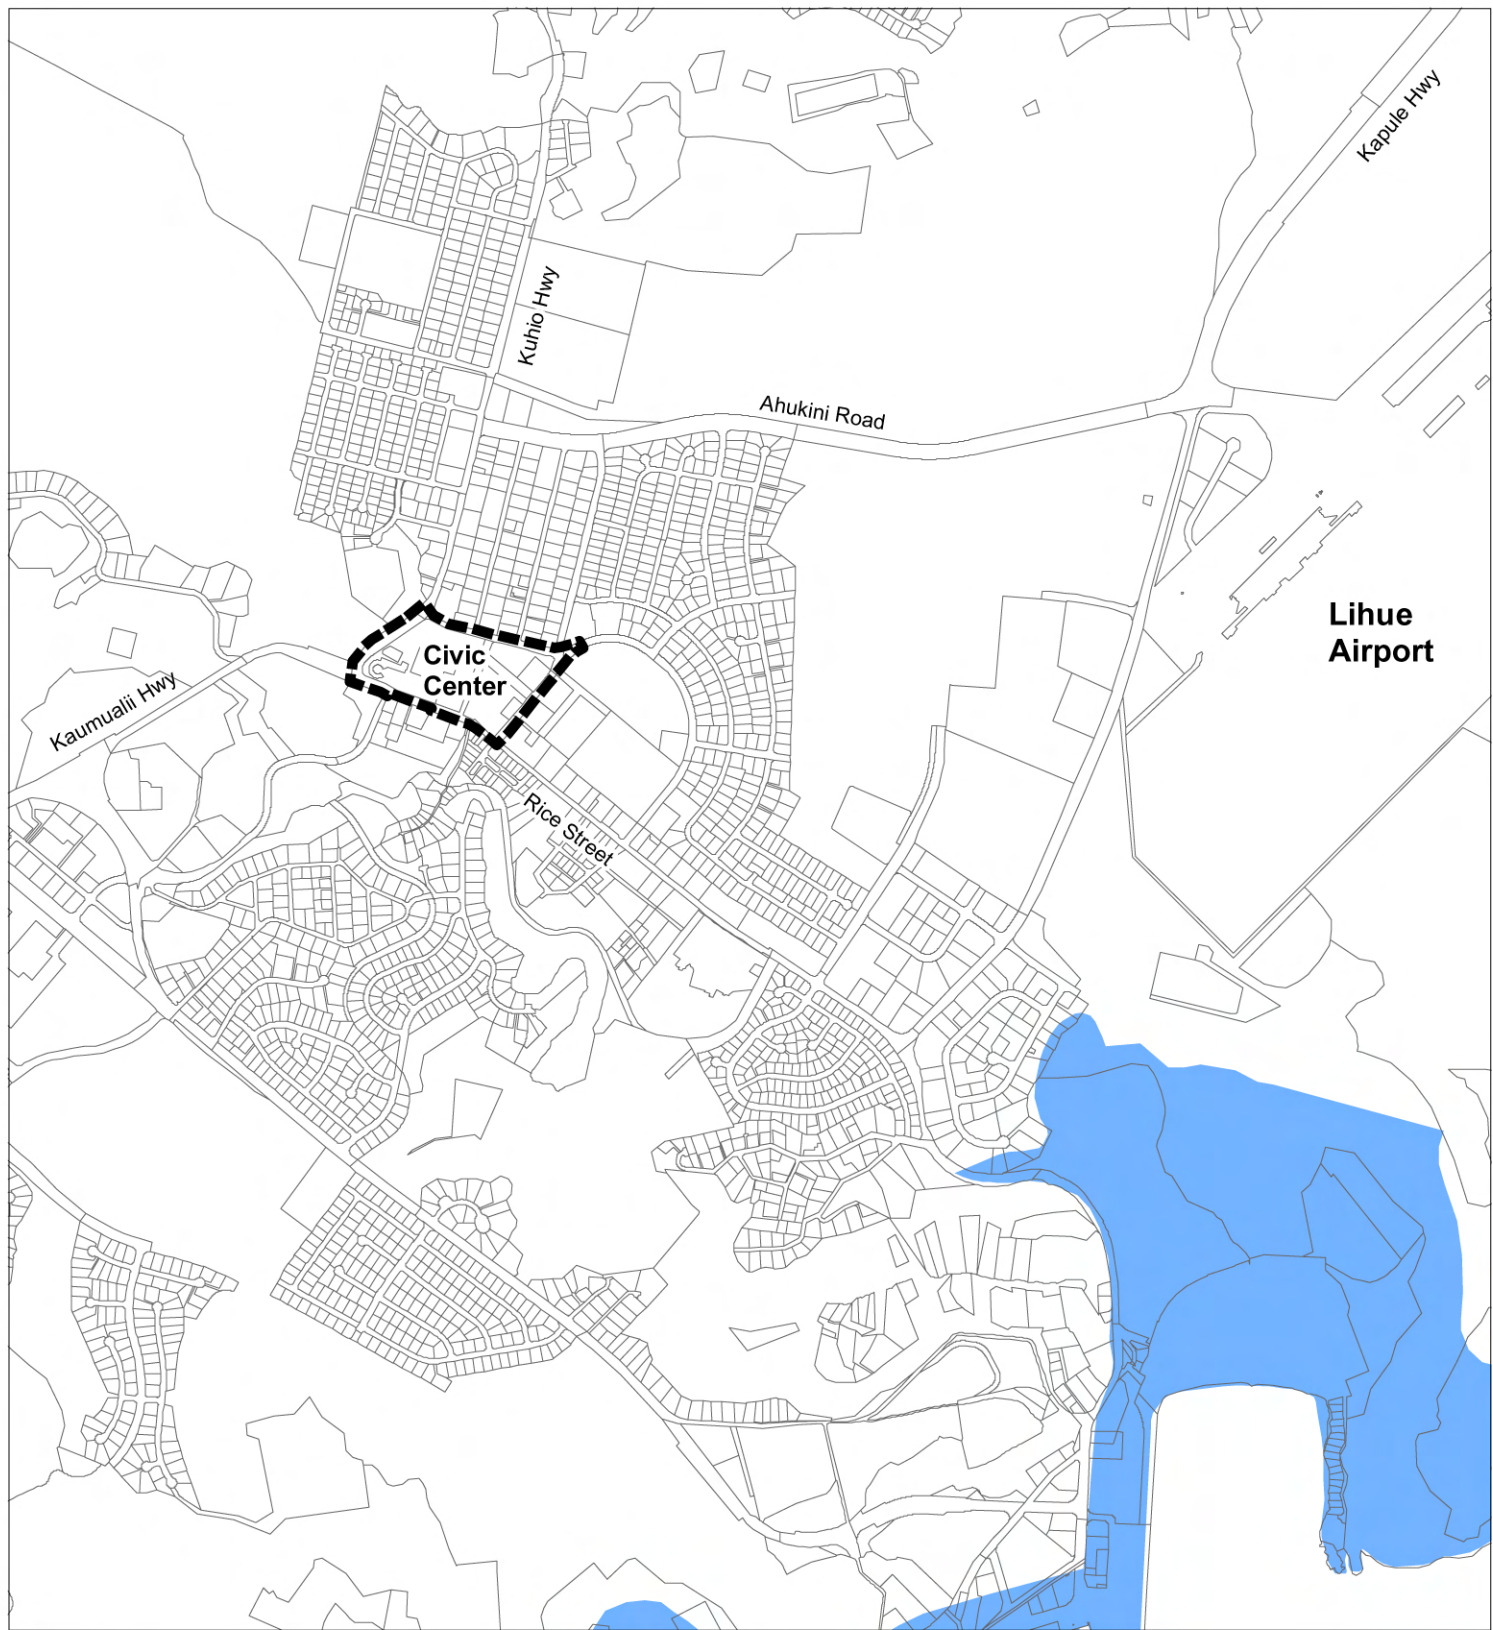 Kapule Hwy
Kuhio Hwy
Ahukini Road
Lihue
Airport
Civic
Center
Kaumualii Hwy
Rice Street